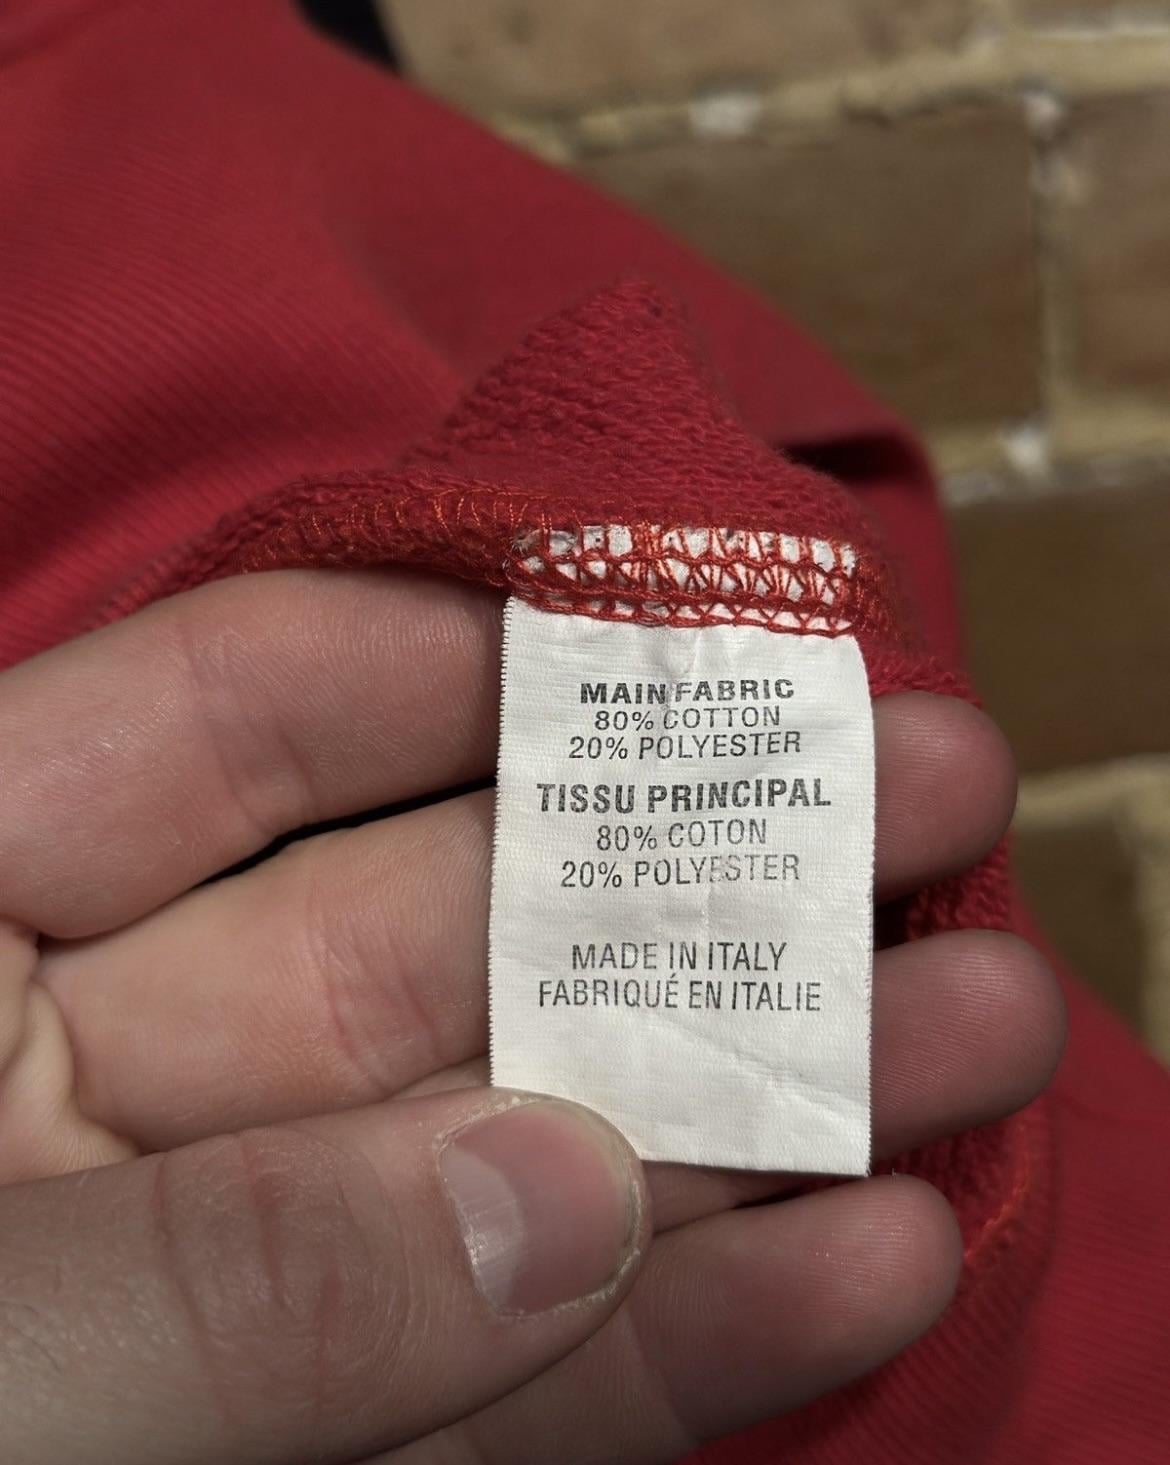 MAIN FABRIC
80% COTTON
20% POLYESTER
TISSU PRINCIPAL
80% COTON
20% POLYESTER
MADE IN ITALY
FABRIQUÉ EN ITALIE